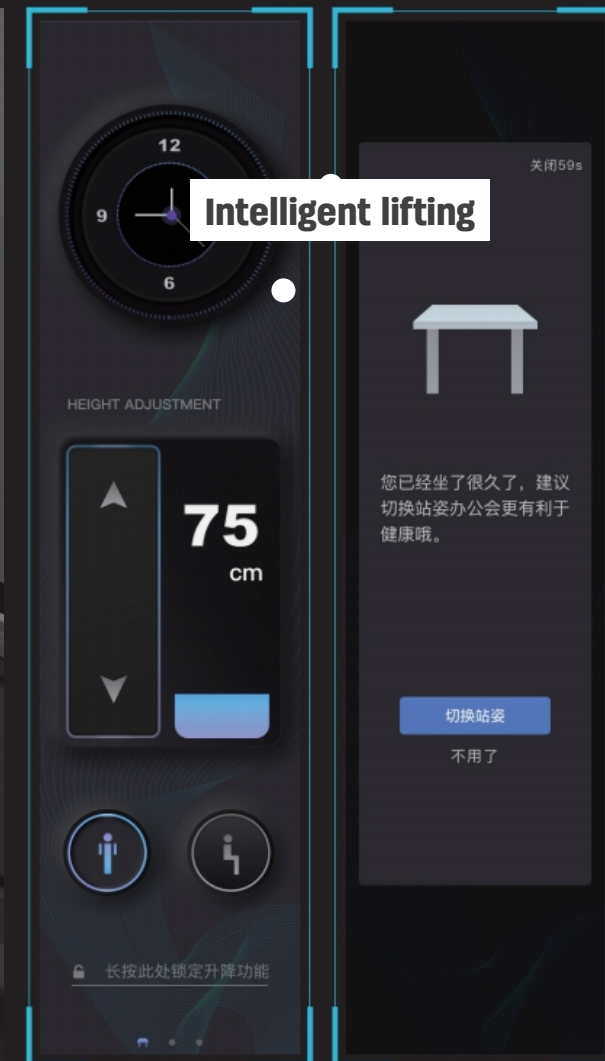 12
9
6
Intelligent lifting
HEIGHT ADJUSTMENT
75
cm
长按此处锁定升降功能
关闭59s
您已经坐了很久了，建议
切换站姿办公会更有利于
健康哦。
切换站姿
不用了